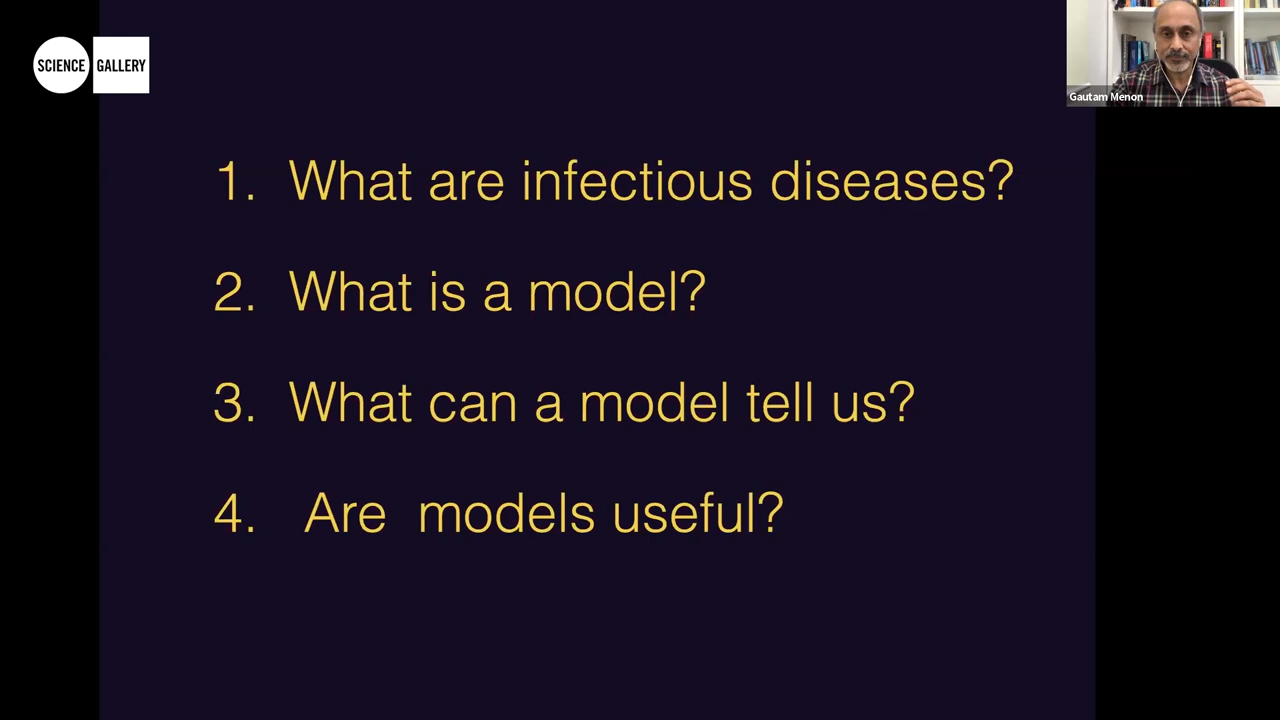 SCIENCE GALLERY
Gautam Menon
1. What are infectious diseases?
2. What is a model?
3. What can a model tell us?
4. Are models useful?